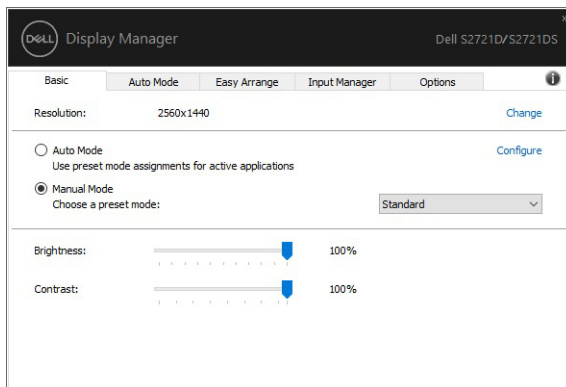 DELL Display Manager Dell S2721D/S2721DS
Basic Auto Mode Easy Arrange Input Manager Options
Resolution: 2560x1440 Change
Auto Mode Configure
Use preset mode assignments for active applications
Manual Mode
Choose a preset mode: Standard
Brightness: 100%
Contrast: 100%